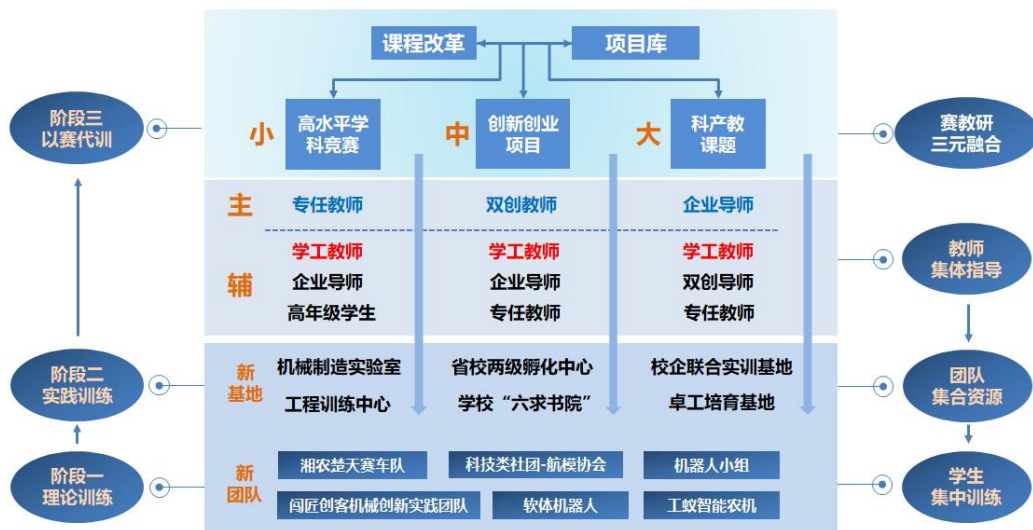 课程改革
项目库
阶段三
以赛代训
小
高水平学
科竞赛
中
创新创业
项目
大
科产教
课题
赛教研
三元融合
主
专任教师
双创教师
企业导师
辅
学工教师
企业导师
高年级学生
学工教师
企业导师
专任教师
学工教师
双创导师
专任教师
教师
集体指导
阶段二
实践训练
新
基地
机械制造实验室
工程训练中心
省校两级孵化中心
学校“六求书院”
校企联合实训基地
卓工培育基地
团队
集合资源
阶段一
理论训练
新
团队
湘农楚天赛车队
科技类社团-航模协会
机器人小组
闯匠创客机械创新实践团队
软体机器人
工蚁智能农机
学生
集中训练